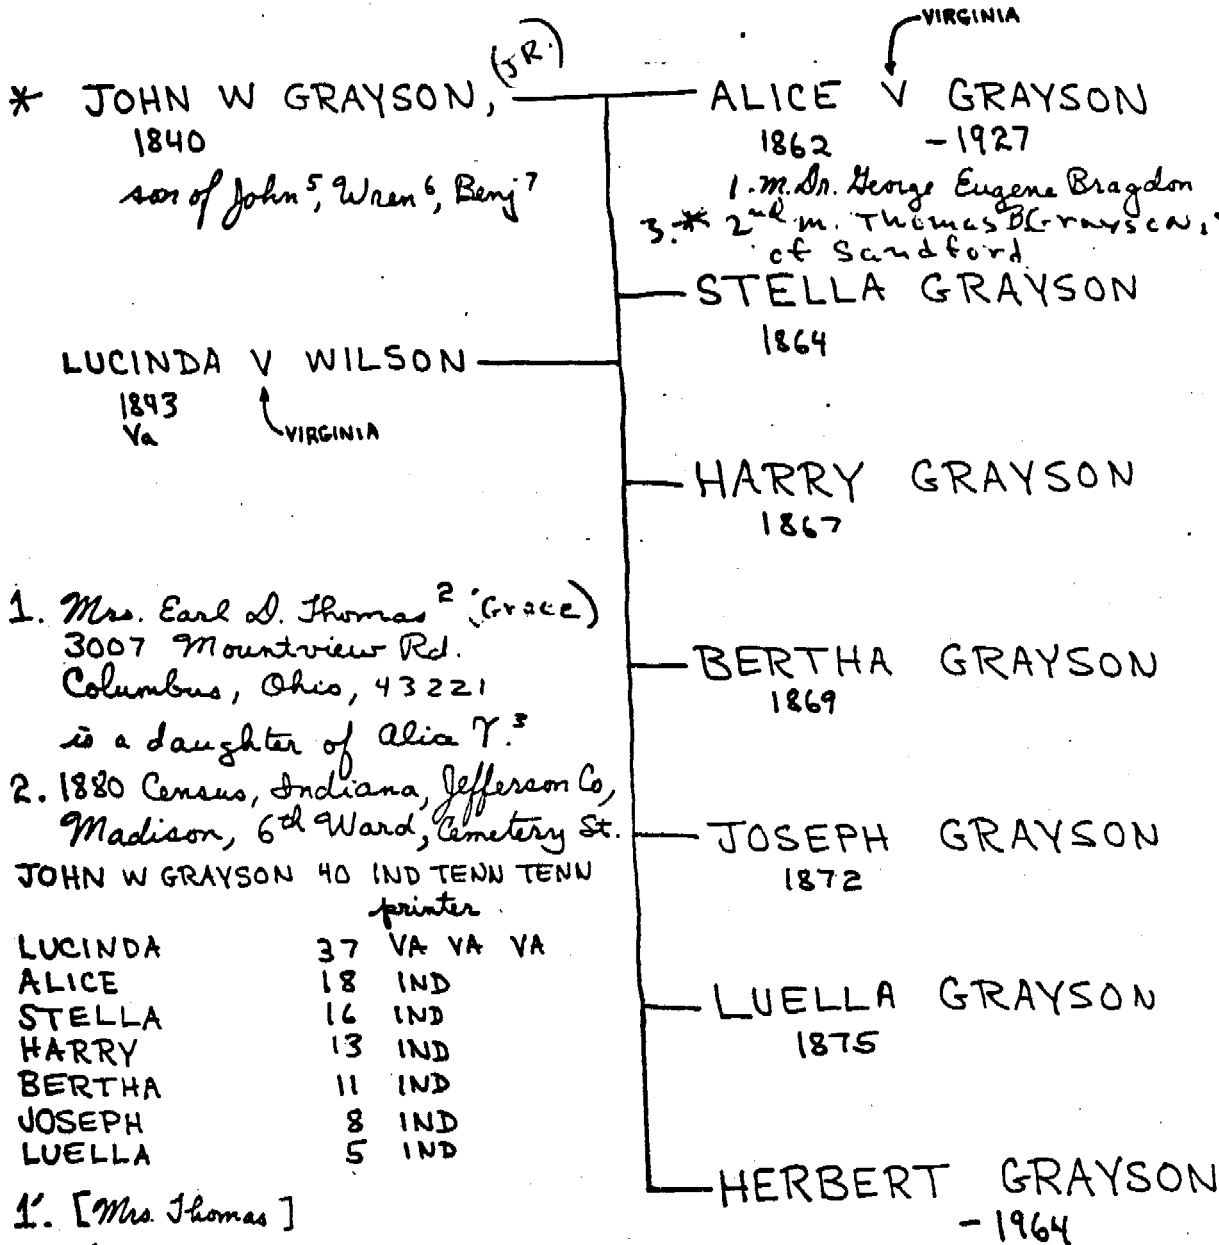 VIRGINIA
(JR.)
* JOHN W GRAYSON,
1840
son of John⁵, Wren⁶, Benj⁷
ALICE V GRAYSON
1862 - 1927
1. m. Dr. George Eugene Bragdon
3. * 2nd m. Thomas B Grayson,
of Sandford
STELLA GRAYSON
1864
LUCINDA V WILSON
1843
Va
VIRGINIA
HARRY GRAYSON
1867
BERTHA GRAYSON
1869
JOSEPH GRAYSON
1872
LUELLA GRAYSON
1875
HERBERT GRAYSON
- 1964
1. Mrs. Earl D. Thomas² (Grace)
3007 Mountview Rd.
Columbus, Ohio, 43221
is a daughter of Alice V.³
2. 1880 Census, Indiana, Jefferson Co,
Madison, 6th Ward, Cemetery St.
JOHN W GRAYSON 40 IND TENN TENN
printer
LUCINDA 37 VA VA VA
ALICE 18 IND
STELLA 16 IND
HARRY 13 IND
BERTHA 11 IND
JOSEPH 8 IND
LUELLA 5 IND
1'. [Mrs. Thomas]